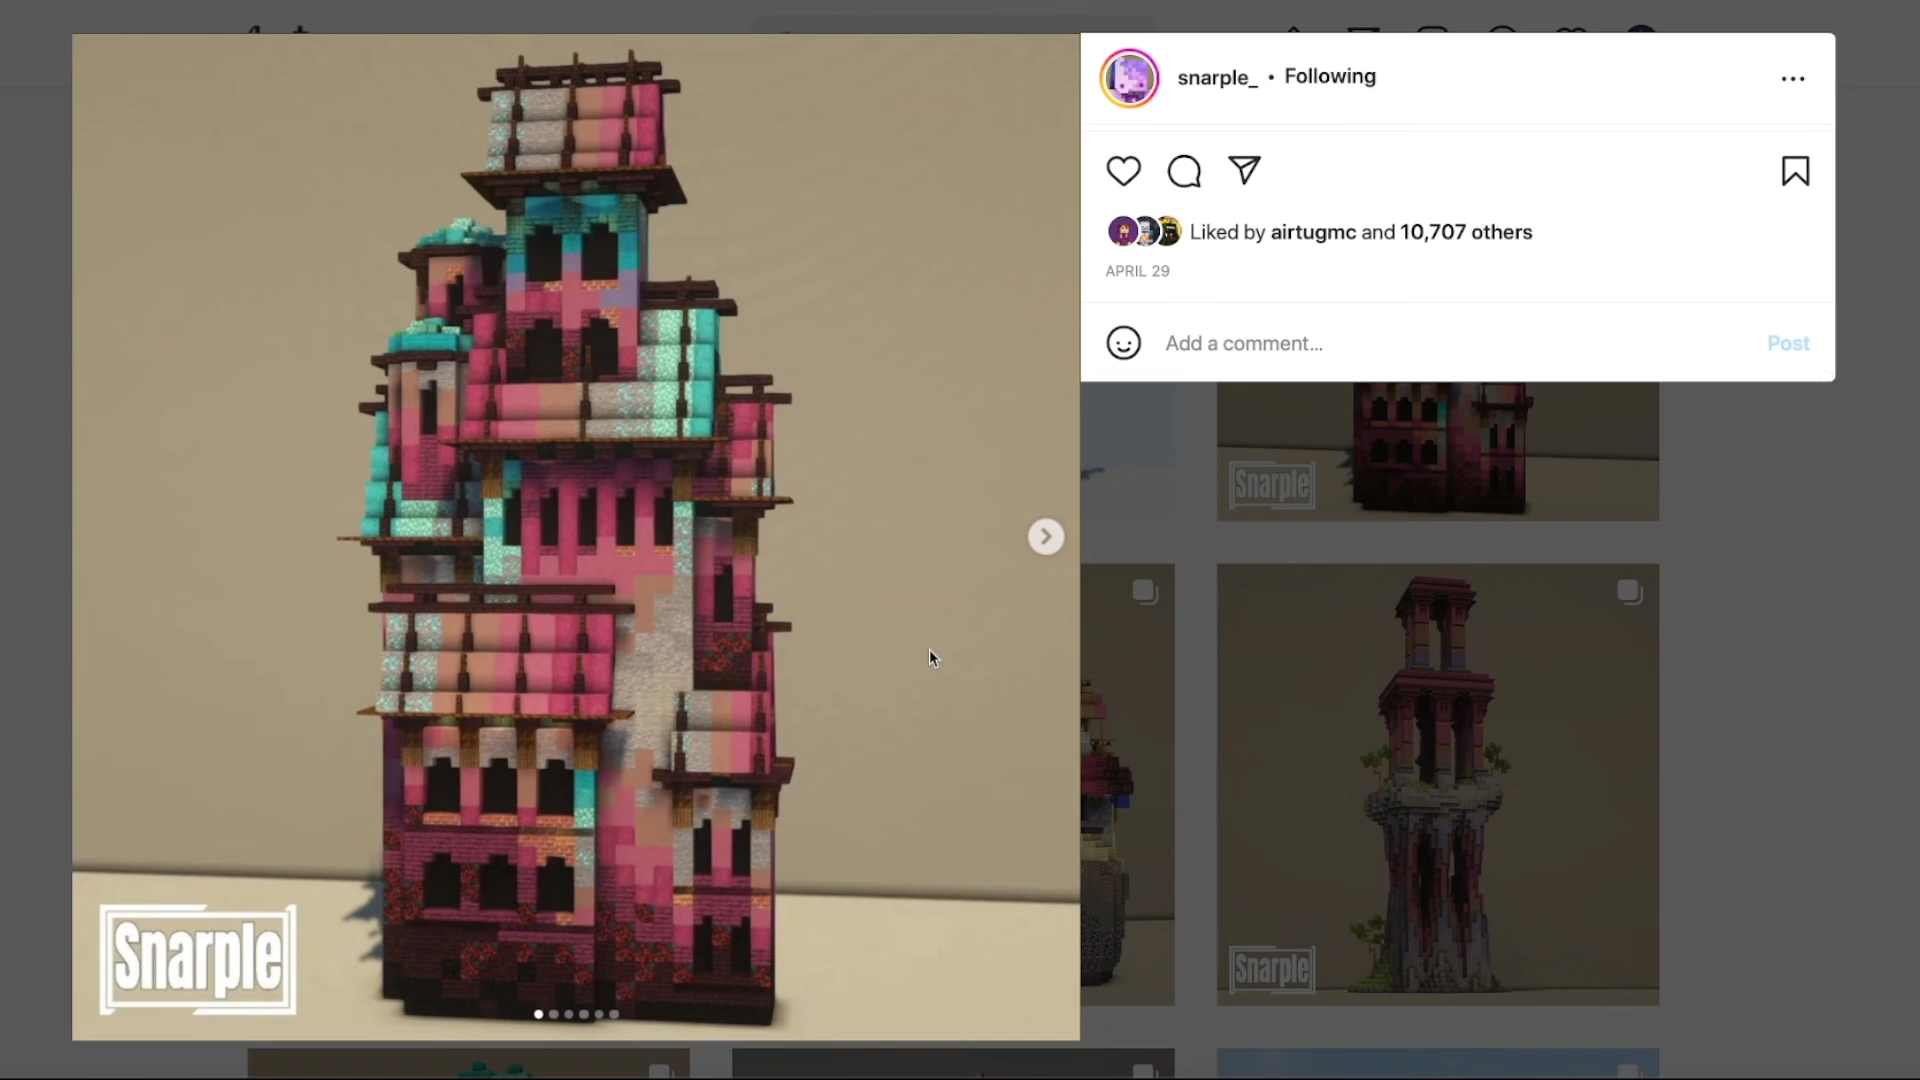 snarple_ • Following
Liked by airtugmc and 10,707 others
APRIL 29
Add a comment...
Post
Snarple
Snarple
Snarple